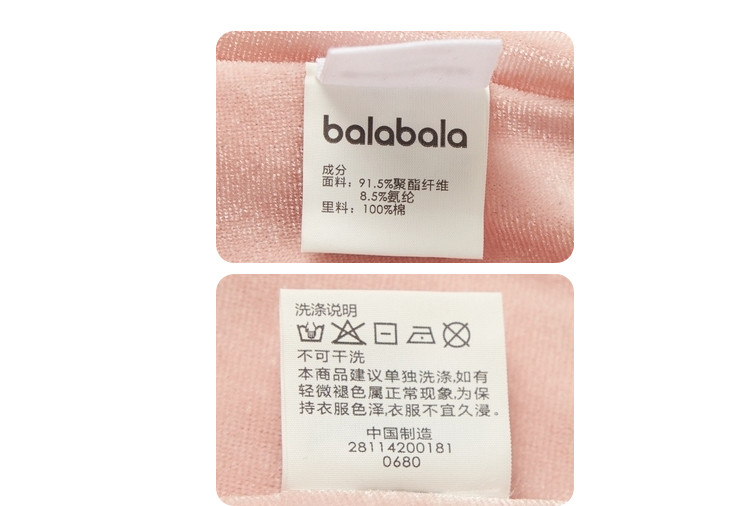 balabala
成分
面料：91.5%聚酯纤维
8.5%氨纶
里料：100%棉
洗涤说明
不可干洗
本商品建议单独洗涤,如有
轻微褪色属正常现象,为保
持衣服色泽,衣服不宜久浸。
中国制造
28114200181
0680